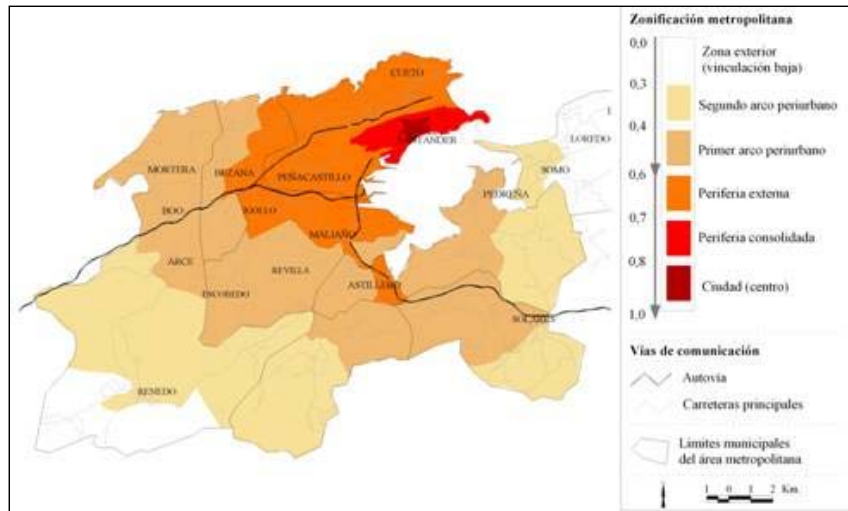 CUETO
SANTANDER
LOREDO
MORTERA
BEZANA
PEÑACASTILLO
SOMO
PEDREÑA
BOO
IGOLLO
MALIAÑO
ARCE
REVILLA
ESCOBEDO
ASTILLERO
SOLARES
RENEDO
Zonificación metropolitana
0,0
Zona exterior
(vinculación baja)
0,3
Segundo arco periurbano
0,4
Primer arco periurbano
0,6
Periferia externa
0,7
Periferia consolidada
0,8
Ciudad (centro)
1,0
Vías de comunicación
Autovía
Carreteras principales
Límites municipales
del área metropolitana
1 0 1 2 Km.